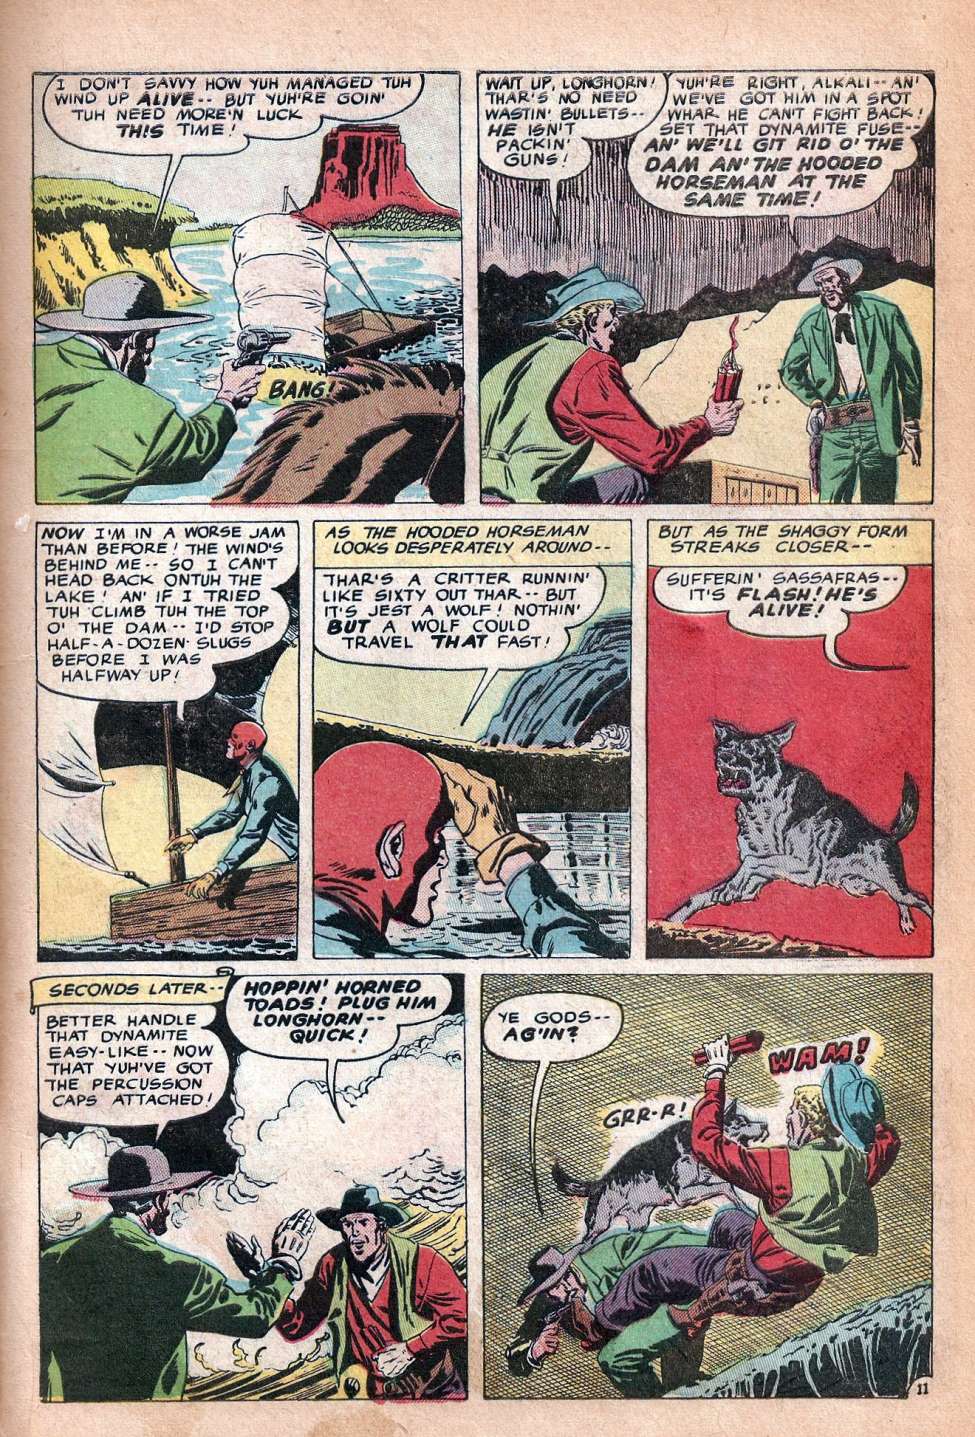 I DON'T SAVVY HOW YUH MANAGED TUH
WIND UP ALIVE-- BUT YUH'RE GOIN'
TUH NEED MORE'N LUCK
THIS TIME!
BANG!
WAIT UP, LONGHORN!
THAR'S NO NEED
WASTIN' BULLETS--
HE ISN'T
PACKIN'
GUNS!
YUH'RE RIGHT, ALKALI-- AN'
WE'VE GOT HIM IN A SPOT
WHAR HE CAN'T FIGHT BACK!
SET THAT DYNAMITE FUSE--
AN' WE'LL GIT RID O' THE
DAM AN' THE HOODED
HORSEMAN AT THE
SAME TIME!
NOW I'M IN A WORSE JAM
THAN BEFORE! THE WIND'S
BEHIND ME-- SO I CAN'T
HEAD BACK ONTUH THE
LAKE! AN' IF I TRIED
TUH CLIMB TUH THE TOP
O' THE DAM-- I'D STOP
HALF-A-DOZEN SLUGS
BEFORE I WAS
HALFWAY UP!
AS THE HOODED HORSEMAN
LOOKS DESPERATELY AROUND--
THAR'S A CRITTER RUNNIN'
LIKE SIXTY OUT THAR-- BUT
IT'S JEST A WOLF! NOTHIN'
BUT A WOLF COULD
TRAVEL THAT FAST!
BUT AS THE SHAGGY FORM
STREAKS CLOSER--
SUFFERIN' SASSAFRAS--
IT'S FLASH! HE'S
ALIVE!
SECONDS LATER--
BETTER HANDLE
THAT DYNAMITE
EASY-LIKE-- NOW
THAT YUH'VE GOT
THE PERCUSSION
CAPS ATTACHED!
HOPPIN' HORNED
TOADS! PLUG HIM
LONGHORN--
QUICK!
YE GODS--
AG'IN?
GRR-R!
WAM!
11